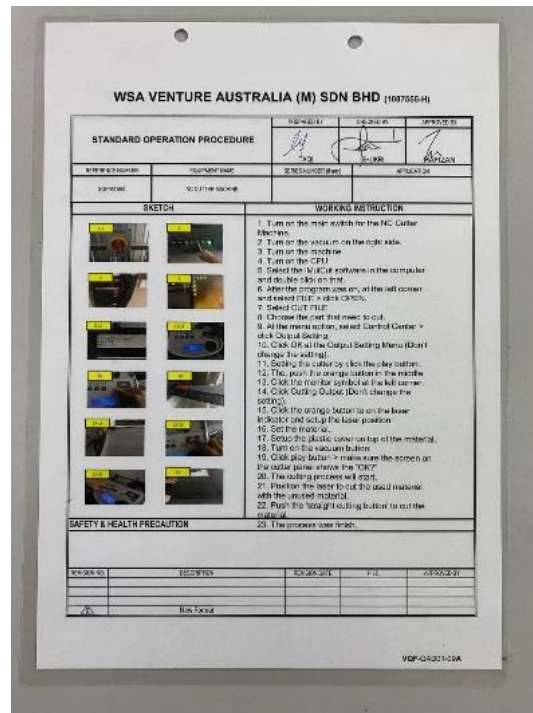 WSA VENTURE AUSTRALIA (M) SDN BHD (1087655-H)
STANDARD OPERATION PROCEDURE
PREPARED BY
CHECKED BY
APPROVED BY
HAFIZAN
REFERENCE NUMBER
EQUIPMENT NAME
SERIES NUMBER
APPLICATION
NC CUTTER MACHINE
SKETCH
WORKING INSTRUCTION
1. Turn on the main switch for the NC Cutter
Machine.
2. Turn on the vacuum on the right side.
3. Turn on the machine
4. Turn on the CPU
5. Select the MulCut software in the computer
and double click on that.
6. After the program was on, at the left corner
and select FILE > click OPEN.
7. Select CUT FILE
8. Choose the part that need to cut.
9. At the menu option, select Control Center >
click Output Setting.
10. Click OK at the Output Setting Menu (Don't
change the setting).
11. Setting the cutter by click the play button.
12. The, push the orange button in the middle.
13. Click the monitor symbol at the left corner.
14. Click Cutting Output (Don't change the
setting).
15. Click the orange button to on the laser
indicator and setup the laser position
16. Set the material.
17. Setup the plastic cover on top of the material.
18. Turn on the vacuum button
19. Click play button > make sure the screen on
the cutter panel shows the "OK?"
20. The cutting process will start.
21. Position the laser to cut the used material
with the unused material.
22. Push the 'straight cutting button' to cut the
material.
23. The process was finish.
SAFETY & HEALTH PRECAUTION
REVISION NO.
DESCRIPTION
REVISION DATE
APPROVED BY
New Format